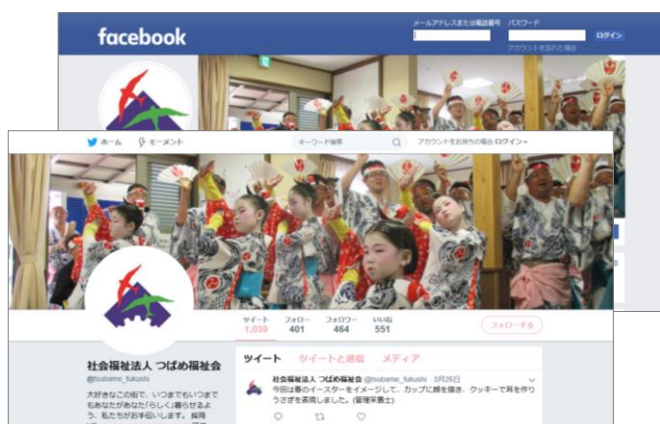 facebook
メールアドレスまたは電話番号 パスワード
ログイン
アカウントを忘れた場合
ホーム モーメント キーワード検索 アカウントをお持ちの場合 ログイン
ツイート フォロー フォロワー いいね
1,039 401 464 551
フォローする
社会福祉法人 つばめ福祉会
@tsubame_fukushi
大好きなこの街で、いつまでもいつまで
もあなたがあなた「らしく」暮らせるよ
う、私たちがお手伝いします。 採用
ツイート ツイートと返信 メディア
社会福祉法人 つばめ福祉会 @tsubame_fukushi · 3月26日
今回は春のイースターをイメージして、カップに顔を描き、クッキーで耳を作り
うさぎを表現しました。(管理栄養士)